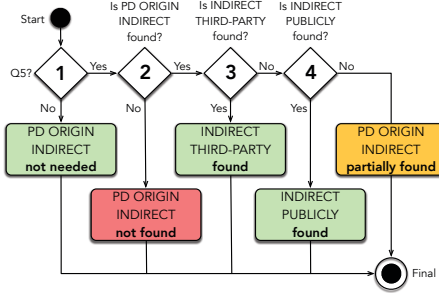 Start
Is PD ORIGIN
INDIRECT
found?
Is INDIRECT
THIRD-PARTY
found?
Is INDIRECT
PUBLICLY
found?
Q5?
1
Yes
2
Yes
3
No
4
No
No
No
Yes
Yes
PD ORIGIN
INDIRECT
not needed
INDIRECT
THIRD-PARTY
found
PD ORIGIN
INDIRECT
partially found
PD ORIGIN
INDIRECT
not found
INDIRECT
PUBLICLY
found
Final